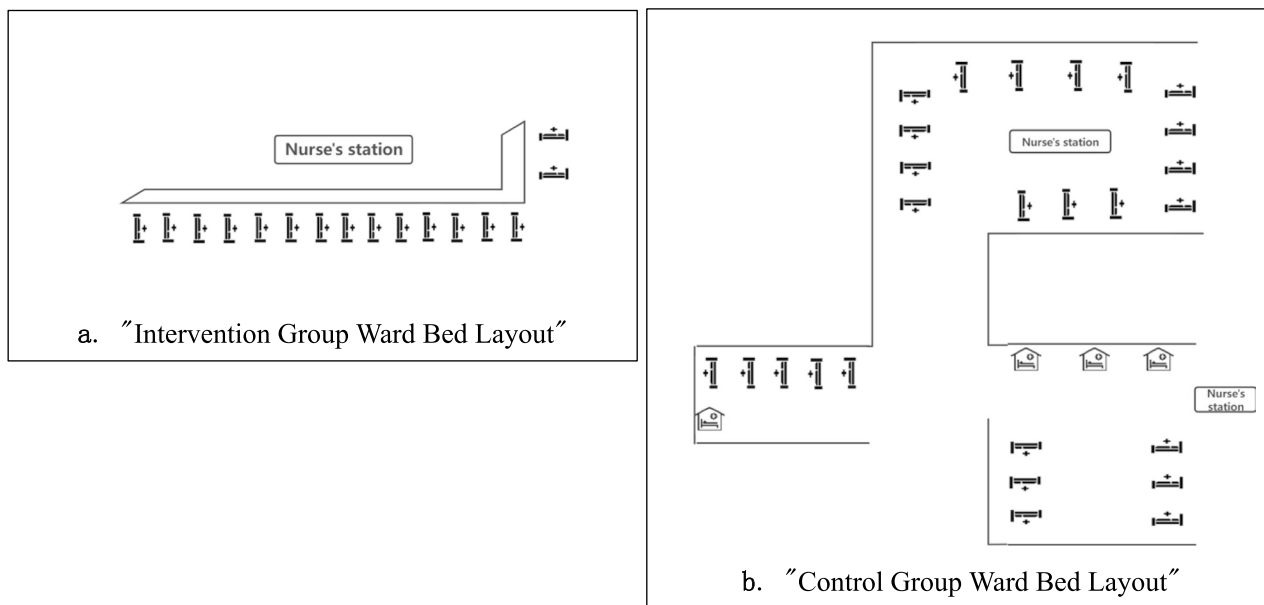 Nurse's station
a. "Intervention Group Ward Bed Layout"
Nurse's station
Nurse's
station
b. "Control Group Ward Bed Layout"